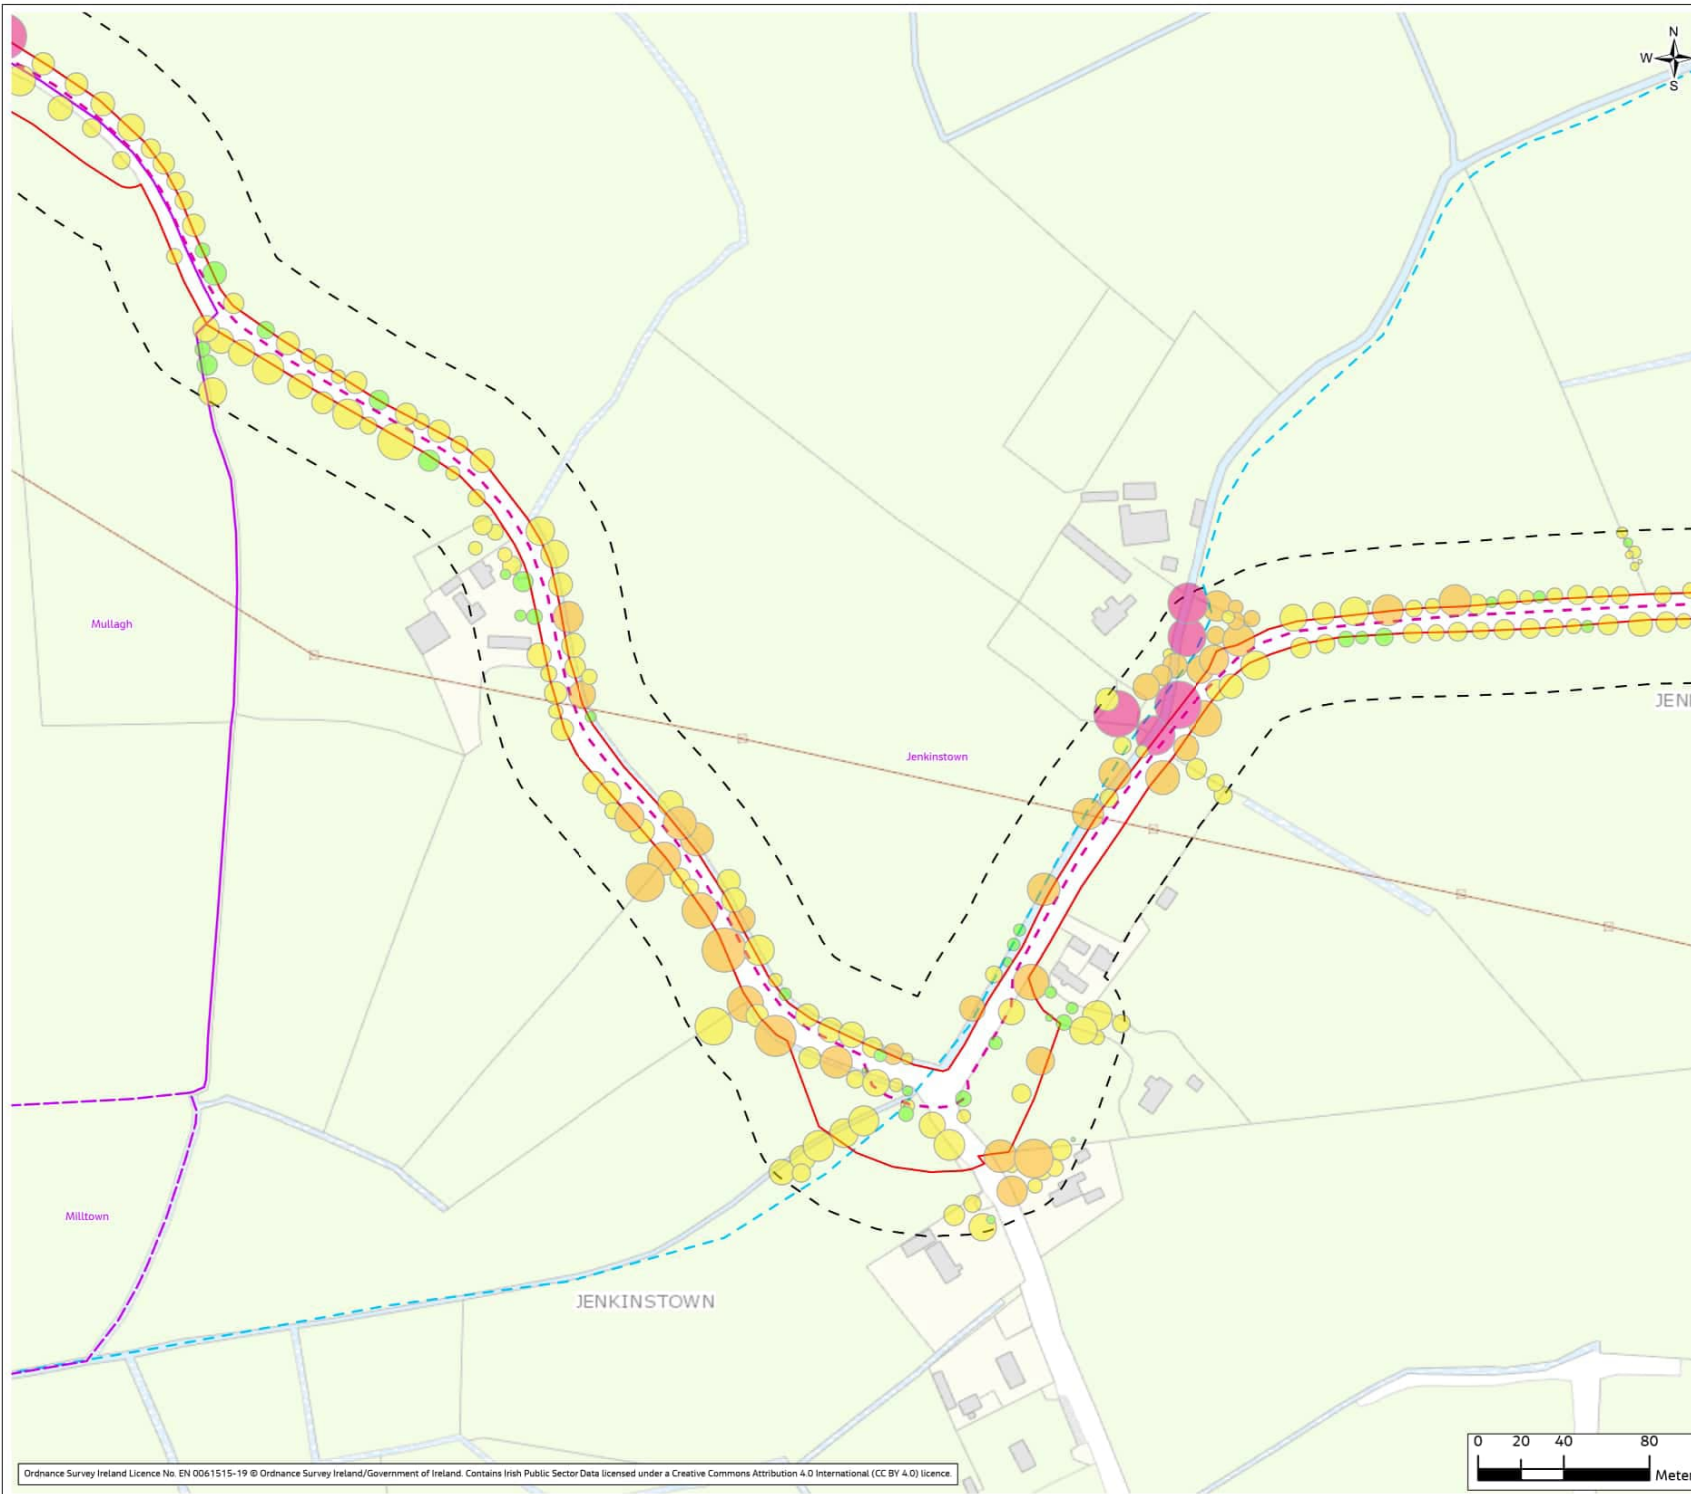 N
W
S
Mullagh
JEN
Jenkinstown
Milltown
JENKINSTOWN
0 20 40 80
Meter
Ordnance Survey Ireland Licence No. EN 0061515-19 © Ordnance Survey Ireland/Government of Ireland. Contains Irish Public Sector Data licensed under a Creative Commons Attribution 4.0 International (CC BY 4.0) licence.